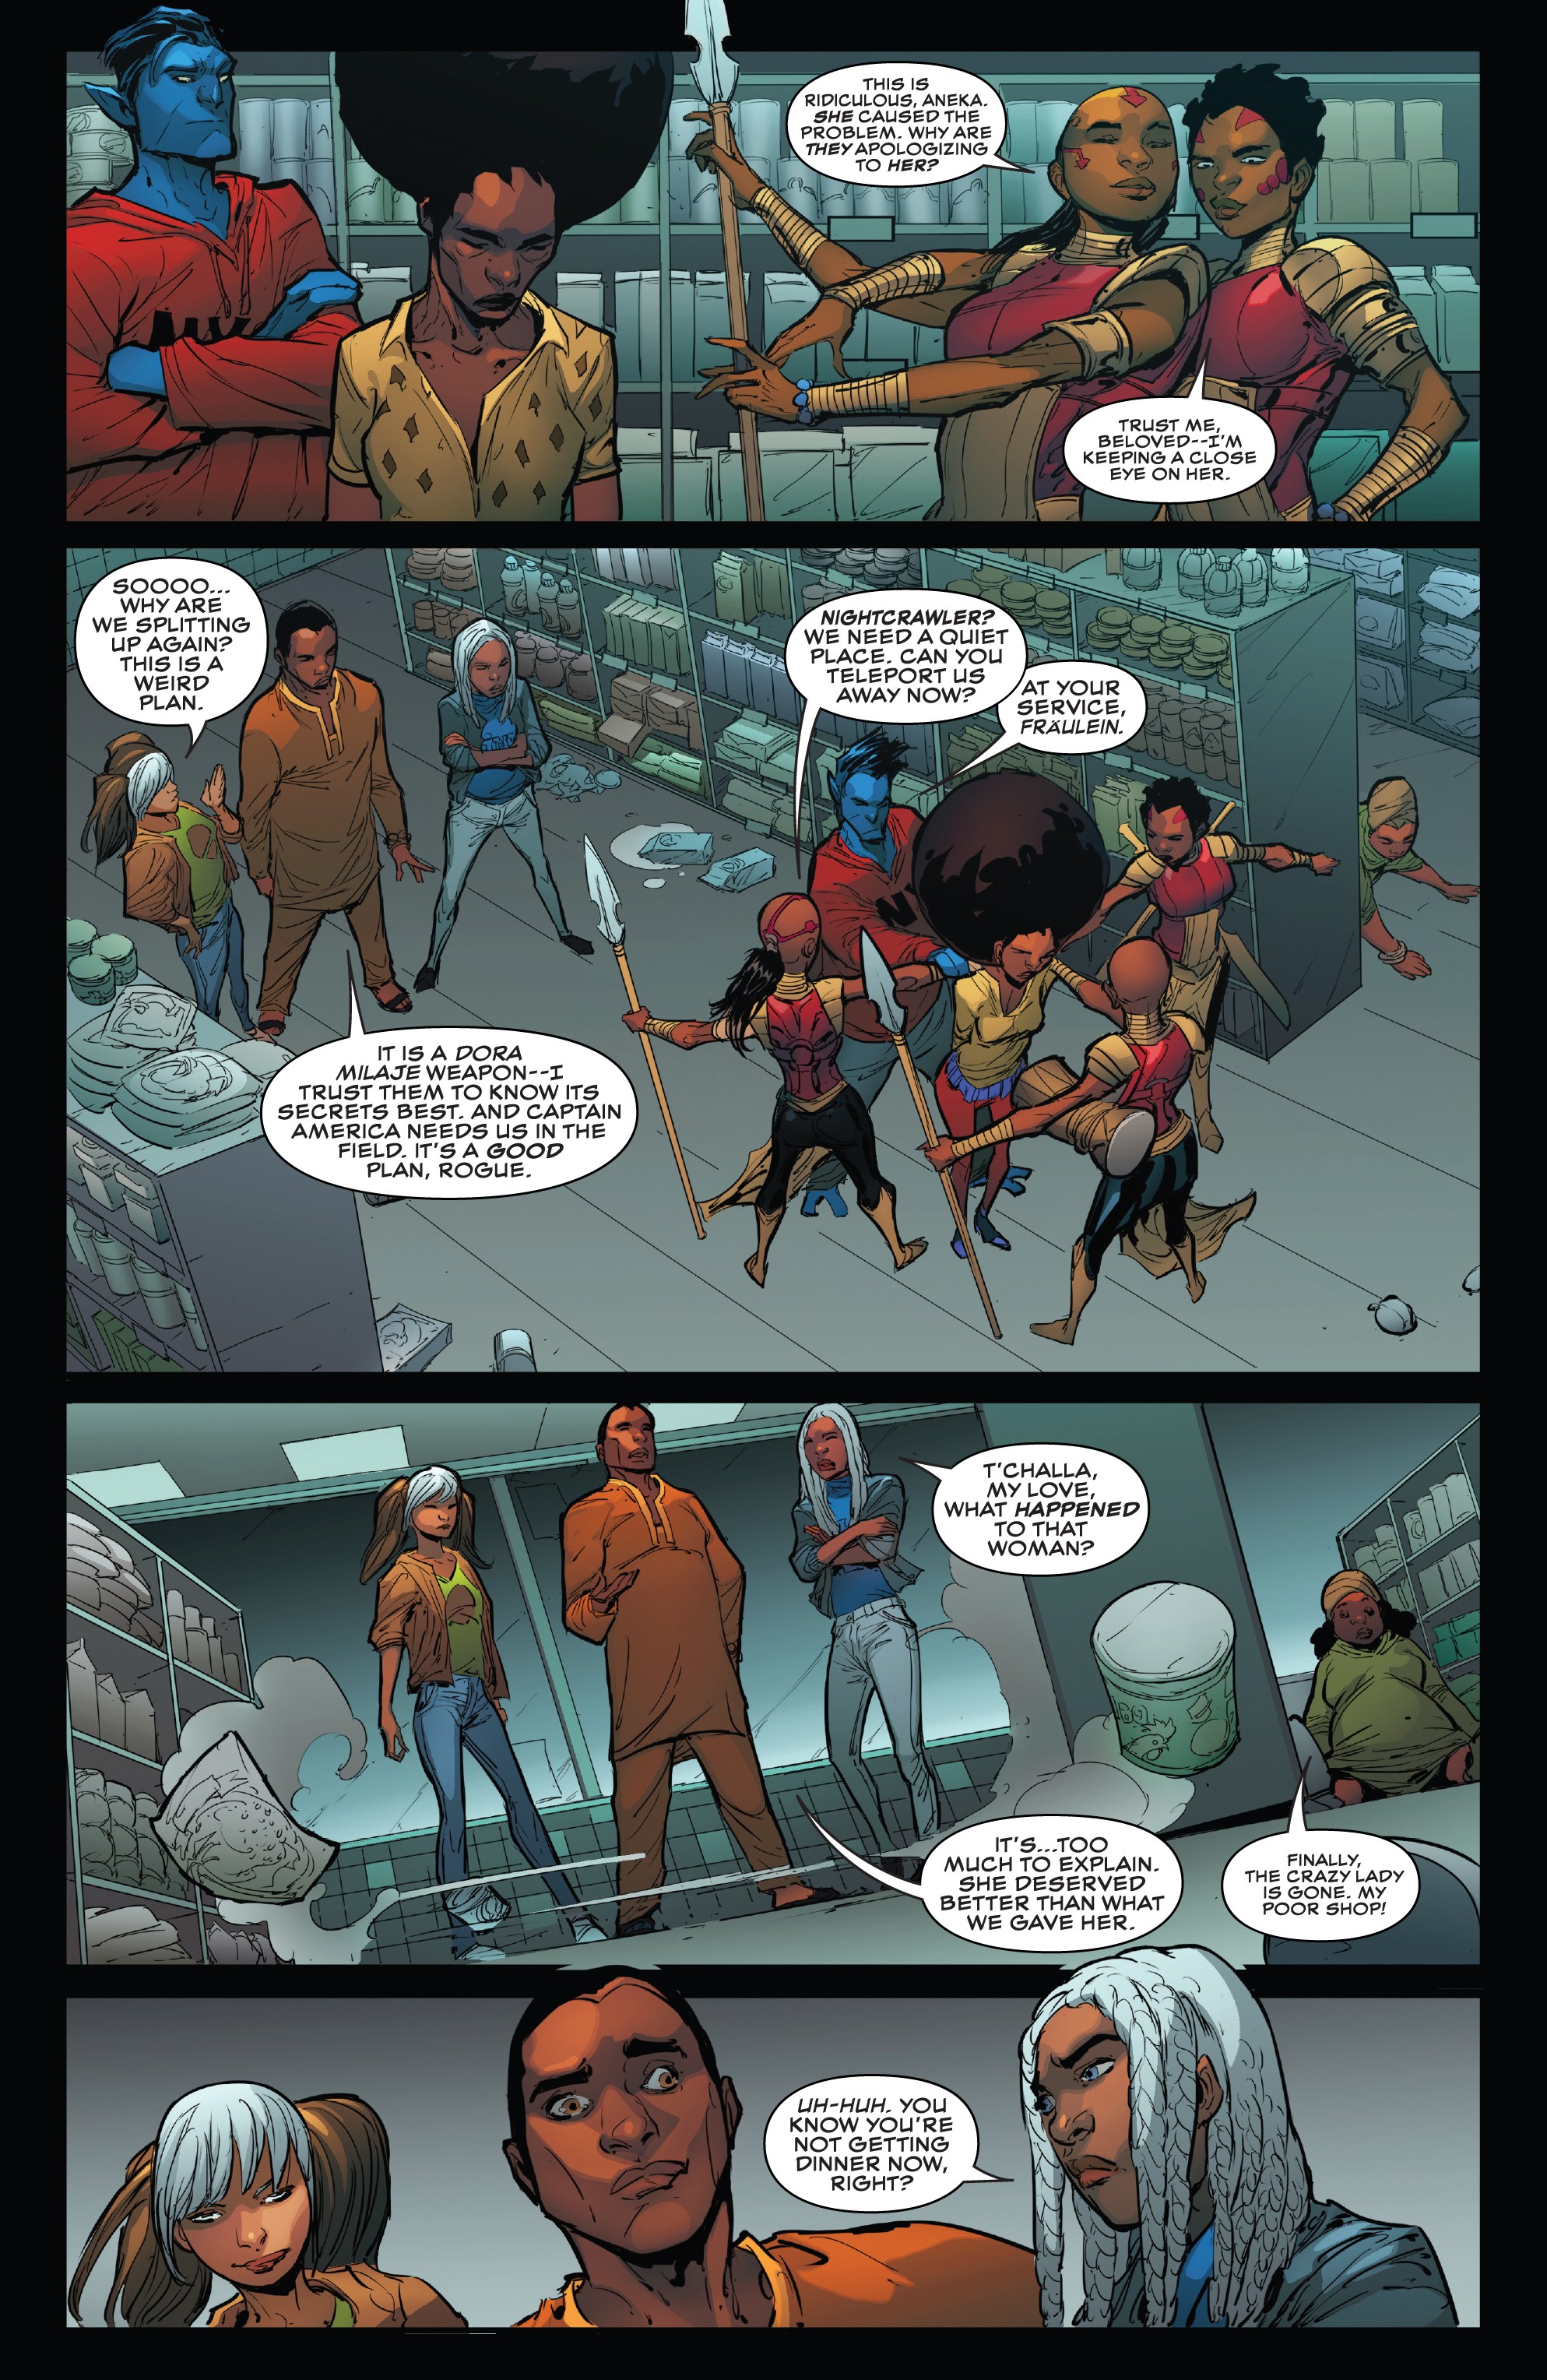 THIS IS
RIDICULOUS, ANEKA.
SHE CAUSED THE
PROBLEM. WHY ARE
THEY APOLOGIZING
TO HER?
TRUST ME,
BELOVED--I'M
KEEPING A CLOSE
EYE ON HER.
SOOOO...
WHY ARE
WE SPLITTING
UP AGAIN?
THIS IS A
WEIRD
PLAN.
IT IS A DORA
MILAJE WEAPON--I
TRUST THEM TO KNOW ITS
SECRETS BEST. AND CAPTAIN
AMERICA NEEDS US IN THE
FIELD. IT'S A GOOD
PLAN, ROGUE.
NIGHTCRAWLER?
WE NEED A QUIET
PLACE. CAN YOU
TELEPORT US
AWAY NOW?
AT YOUR
SERVICE,
FRÄULEIN.
T'CHALLA,
MY LOVE,
WHAT HAPPENED
TO THAT
WOMAN?
IT'S...TOO
MUCH TO EXPLAIN.
SHE DESERVED
BETTER THAN WHAT
WE GAVE HER.
FINALLY,
THE CRAZY LADY
IS GONE. MY
POOR SHOP!
UH-HUH. YOU
KNOW YOU'RE
NOT GETTING
DINNER NOW,
RIGHT?